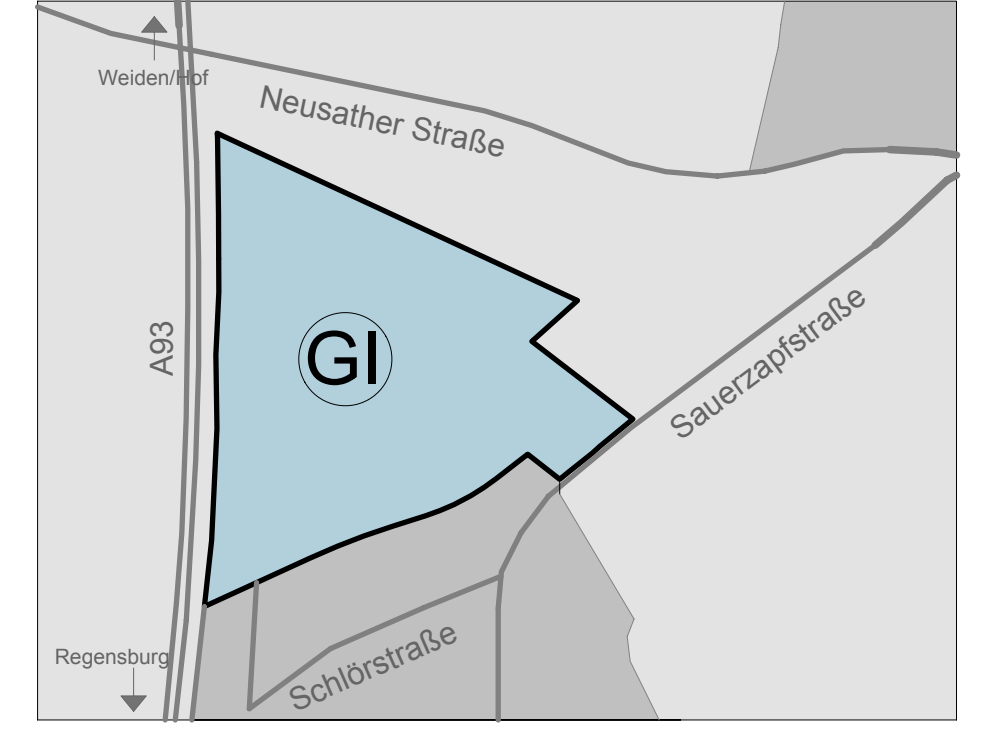 Weiden/Hof
Neusather Straße
A93
GI
Sauerzapfstraße
Regensburg
Schlörstraße